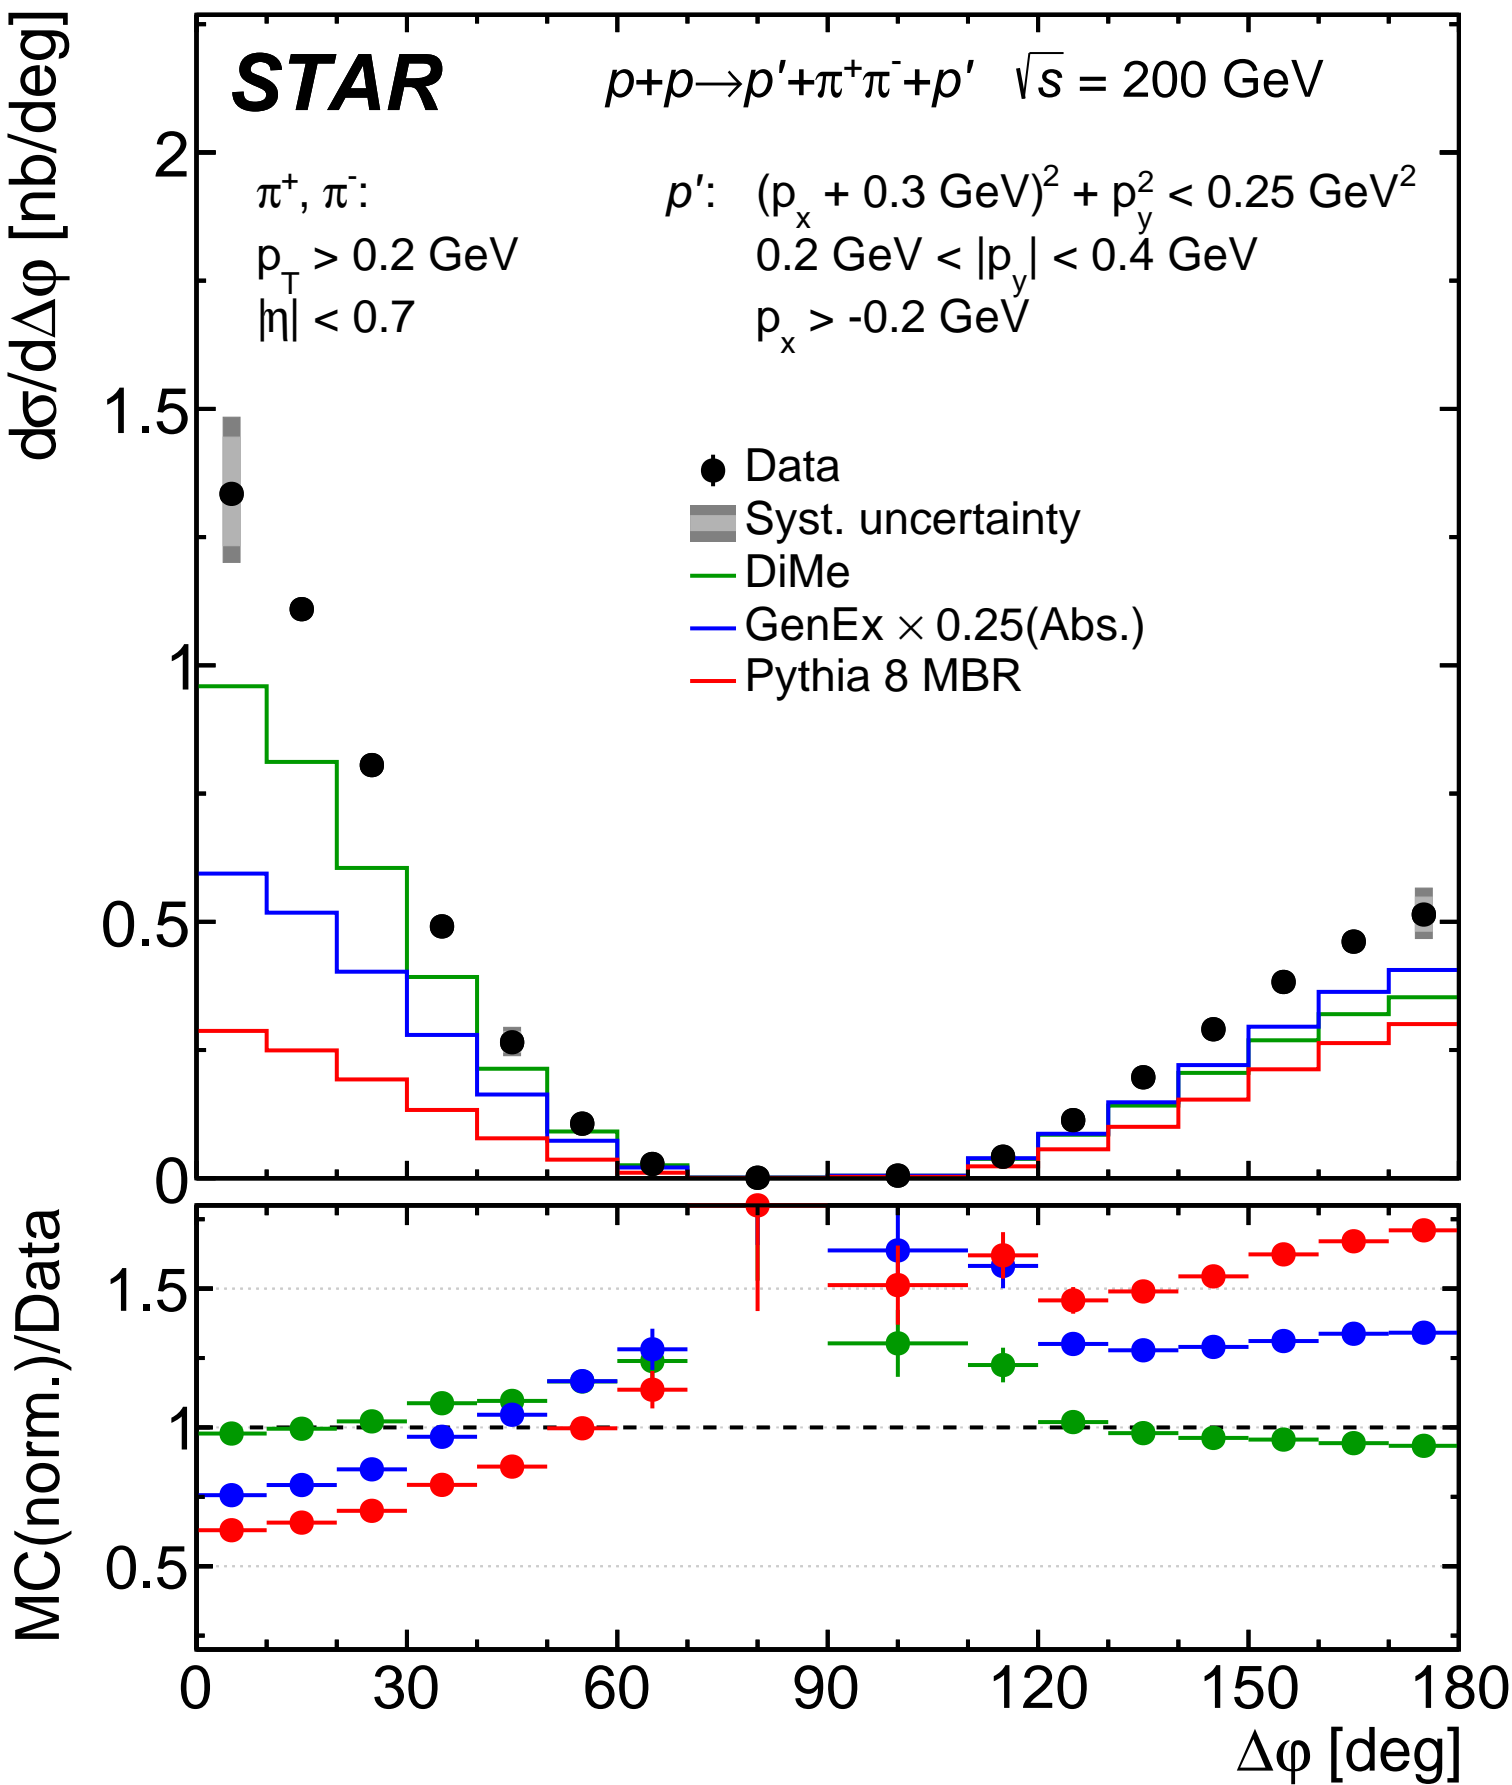 dσ/dΔφ [nb/deg]
STAR p+p→p′+π⁺π⁻+p′ √s = 200 GeV
π⁺, π⁻: p′: (pₓ + 0.3 GeV)² + p_y² < 0.25 GeV²
p_T > 0.2 GeV 0.2 GeV < |p_y| < 0.4 GeV
|η| < 0.7 pₓ > -0.2 GeV
2
1.5
1
0.5
0
Data
Syst. uncertainty
DiMe
GenEx × 0.25(Abs.)
Pythia 8 MBR
MC(norm.)/Data
1.5
1
0.5
0 30 60 90 120 150 180
Δφ [deg]